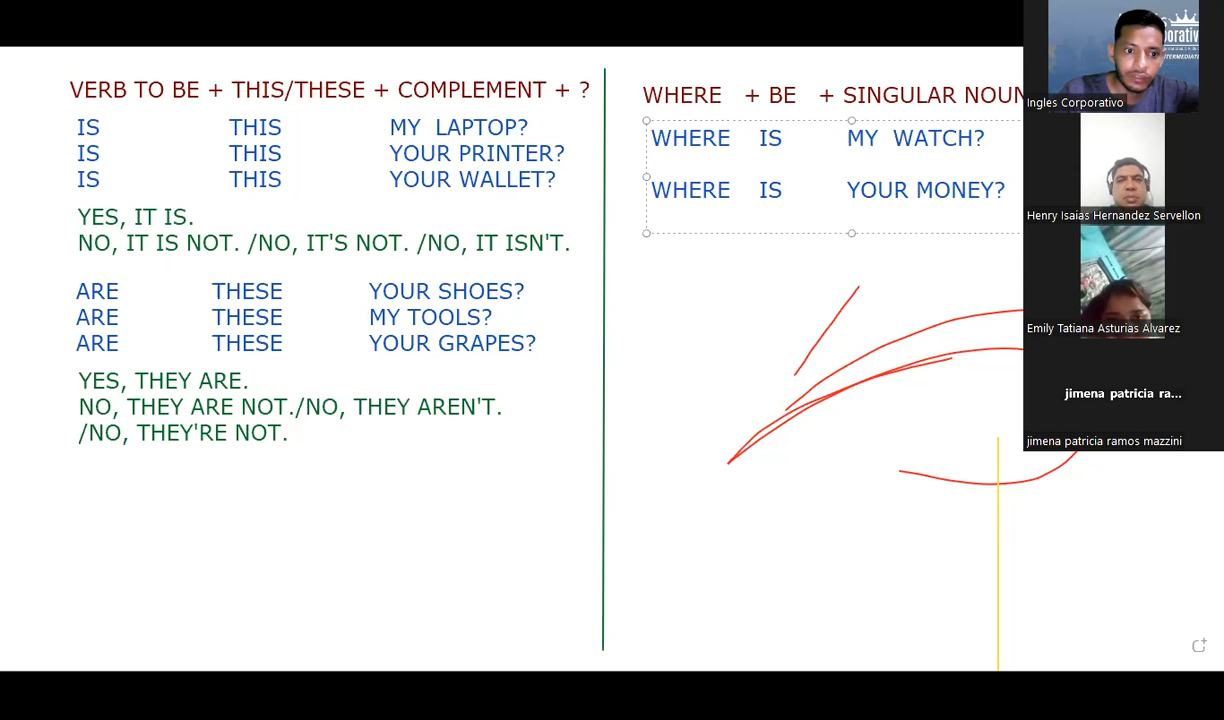 VERB TO BE + THIS/THESE + COMPLEMENT + ?
IS THIS MY LAPTOP?
IS THIS YOUR PRINTER?
IS THIS YOUR WALLET?
YES, IT IS.
NO, IT IS NOT. /NO, IT'S NOT. /NO, IT ISN'T.
ARE THESE YOUR SHOES?
ARE THESE MY TOOLS?
ARE THESE YOUR GRAPES?
YES, THEY ARE.
NO, THEY ARE NOT./NO, THEY AREN'T.
/NO, THEY'RE NOT.
WHERE + BE + SINGULAR NOUN
WHERE IS MY WATCH?
WHERE IS YOUR MONEY?
Ingles Corporativo
Henry Isaias Hernandez Servellon
Emily Tatiana Asturias Alvarez
jimena patricia ra...
jimena patricia ramos mazzini